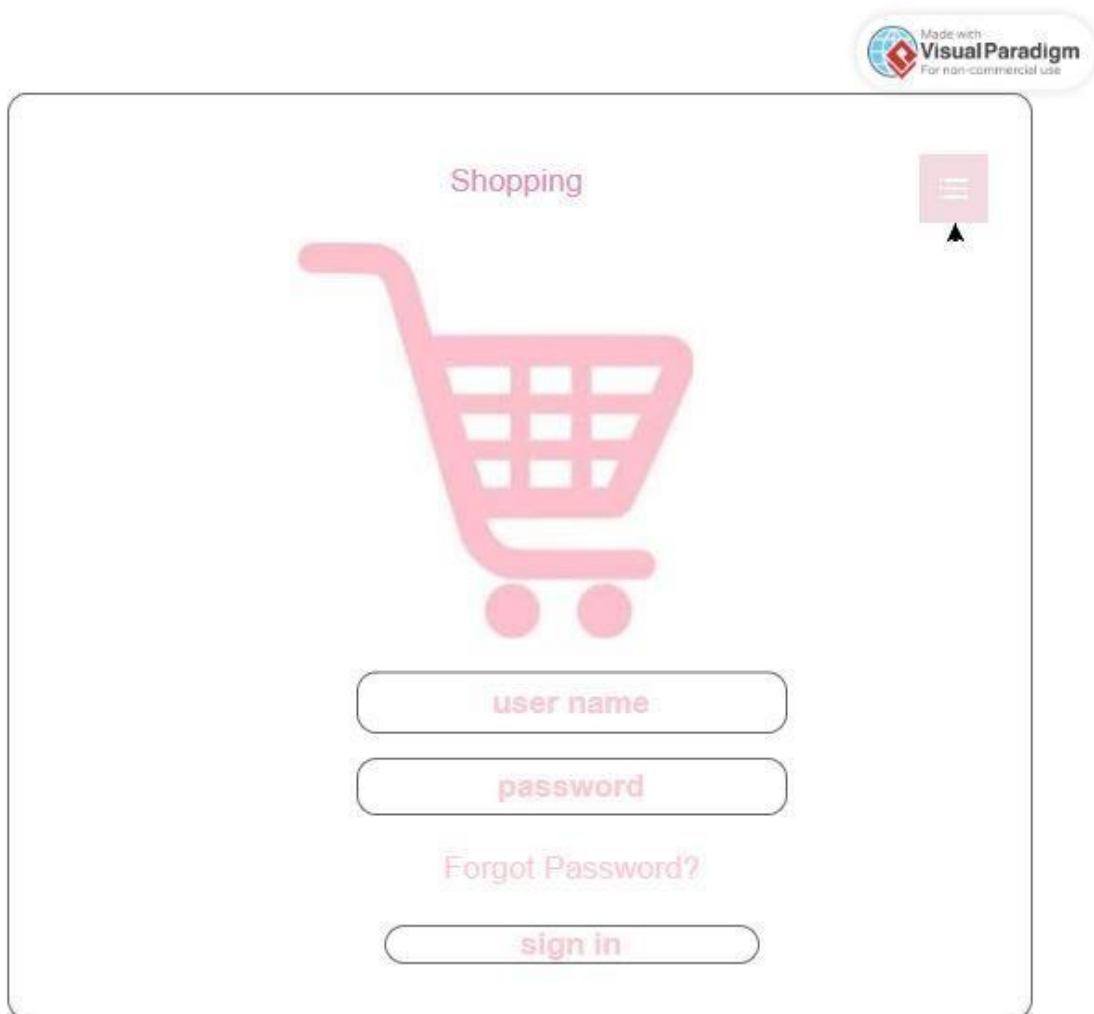 Made with
Visual Paradigm
For non-commercial use
Shopping
user name
password
Forgot Password?
sign in